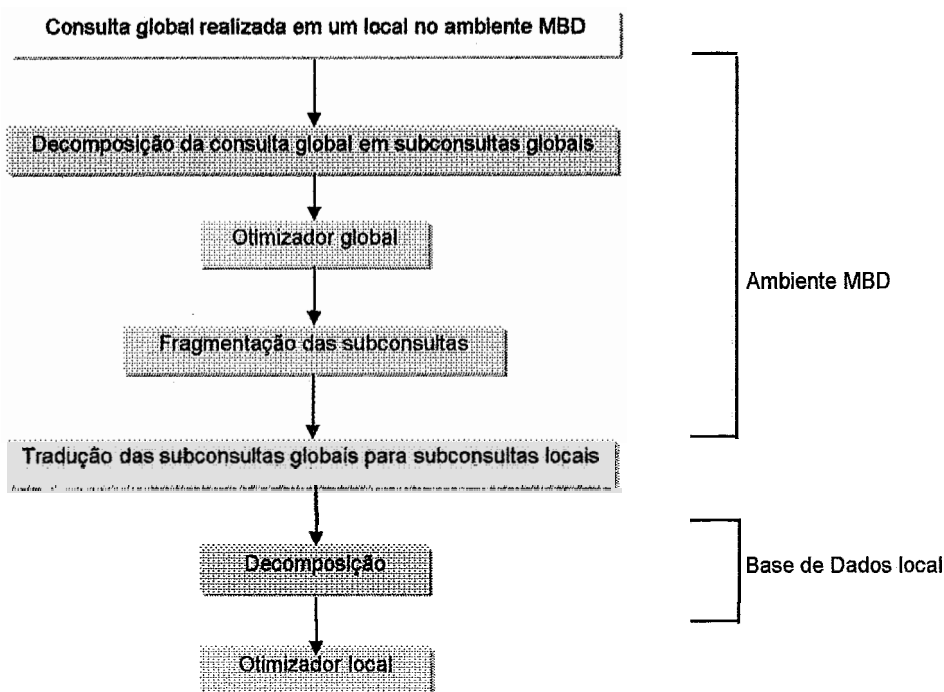 Consulta global realizada em um local no ambiente MBD
Decomposição da consulta global em subconsultas globais
Otimizador global
Ambiente MBD
Fragmentação das subconsultas
Tradução das subconsultas globais para subconsultas locais
Decomposição
Base de Dados local
Otimizador local